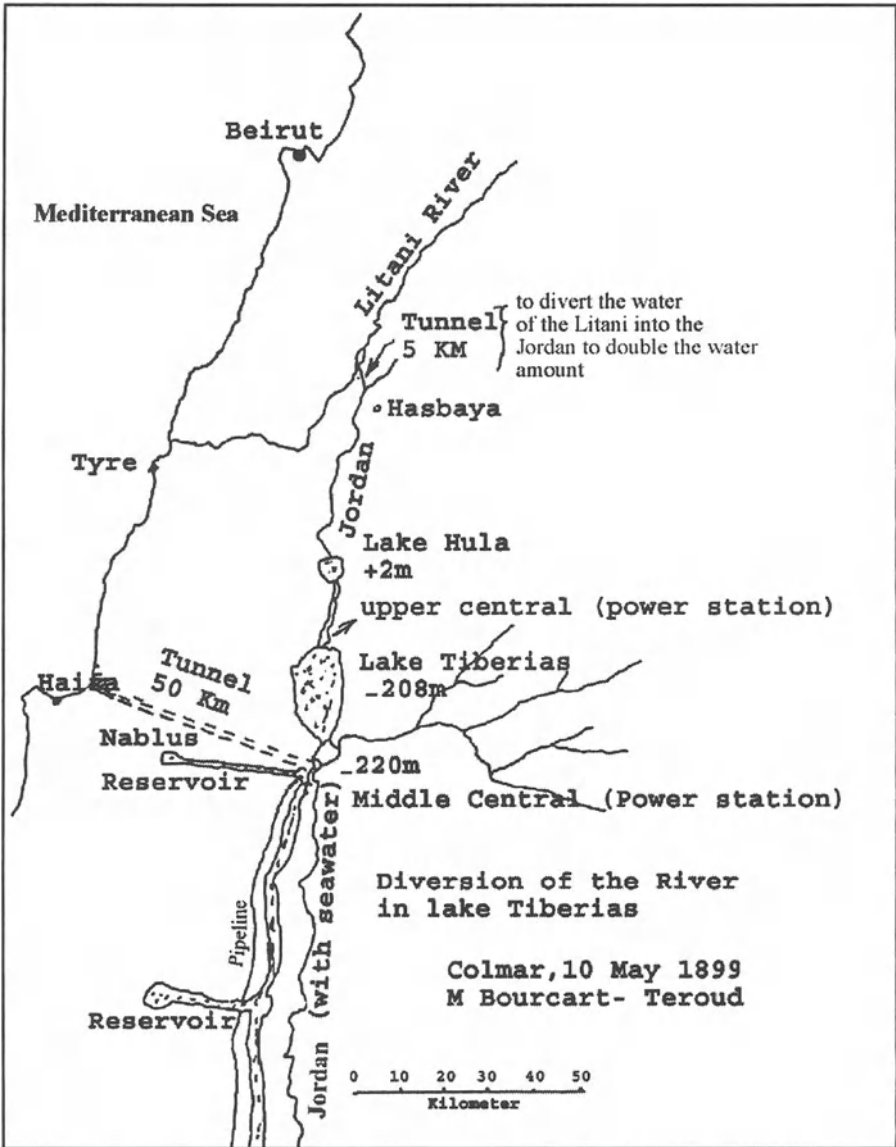 Beirut
Mediterranean Sea
Litani River
Tunnel
5 KM
to divert the water
of the Litani into the
Jordan to double the water
amount
Hasbaya
Tyre
Jordan
Lake Hula
+2m
upper central (power station)
Tunnel
50 Km
Lake Tiberias
-208m
Haifa
Nablus
Reservoir
-220m
Middle Central (Power station)
Pipeline
Jordan (with seawater)
Diversion of the River
in lake Tiberias
Colmar, 10 May 1899
M Bourcart- Teroud
Reservoir
0 10 20 30 40 50
Kilometer